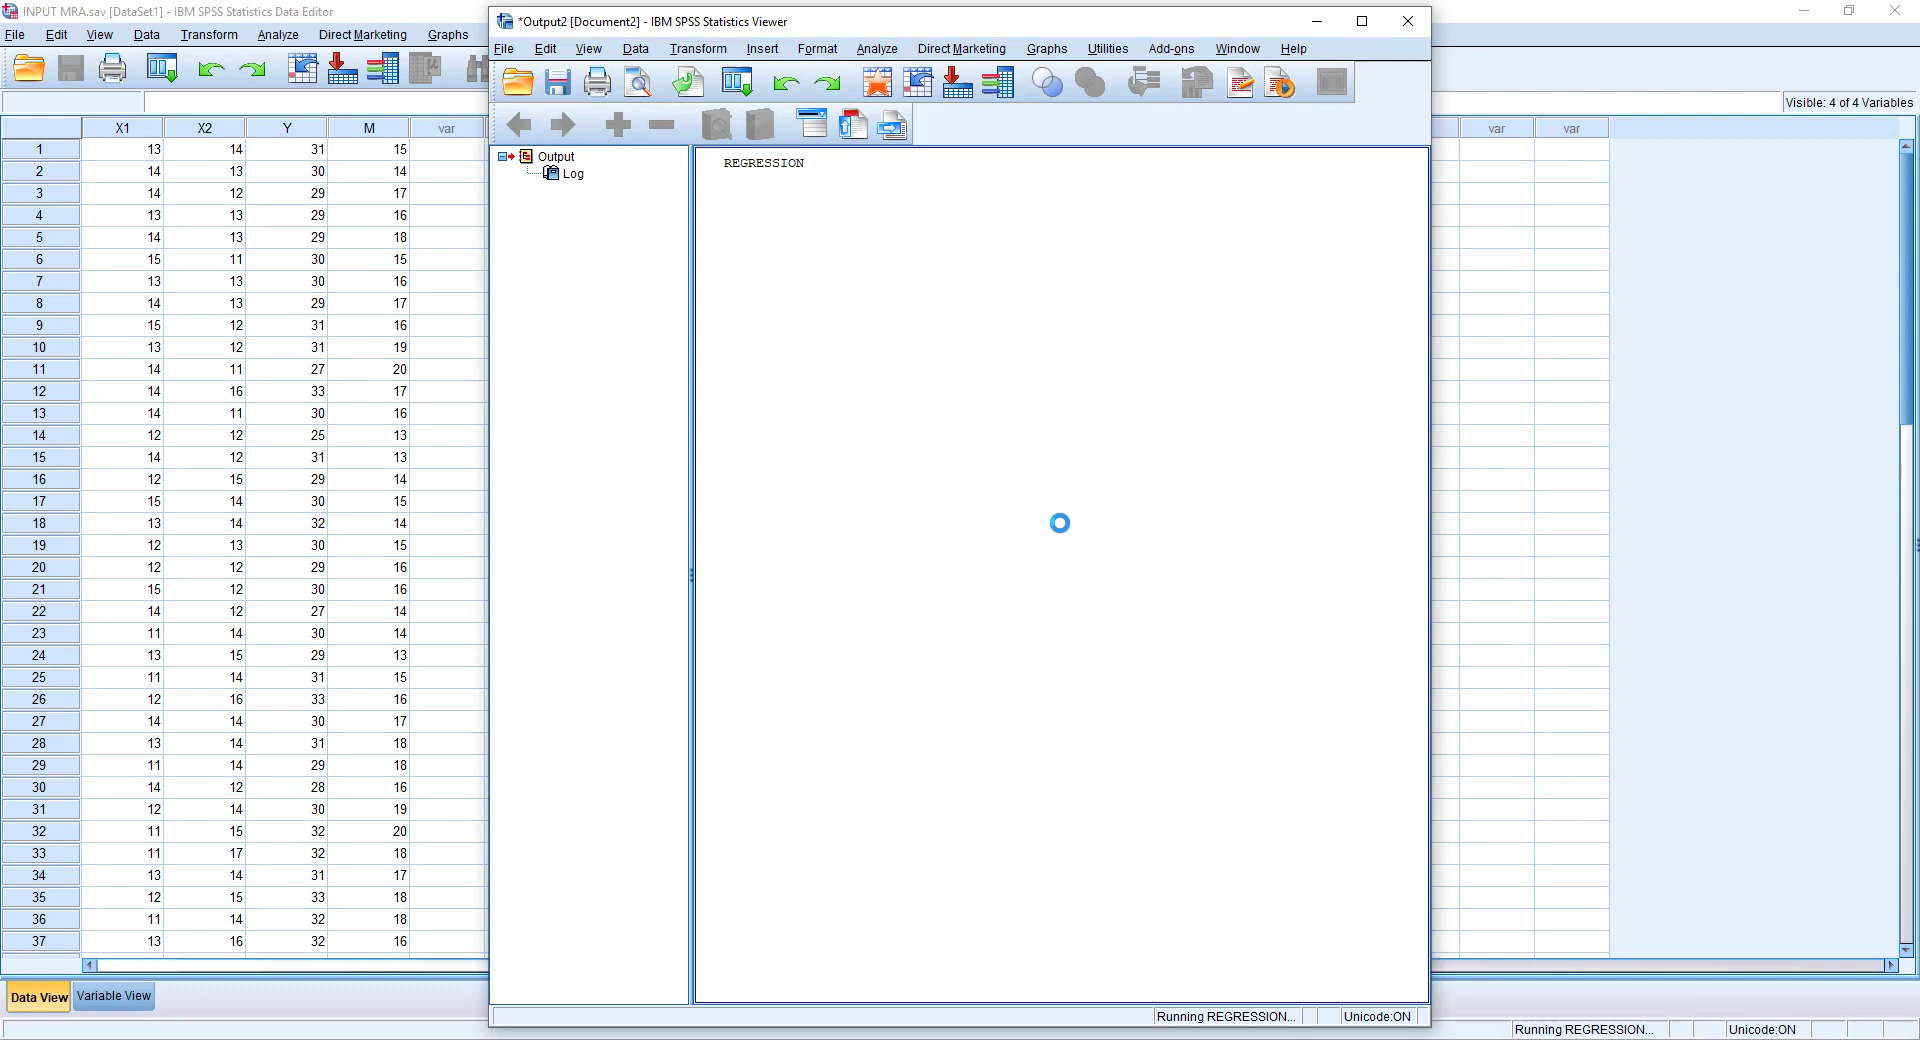 INPUT MRA.sav [DataSet1] - IBM SPSS Statistics Data Editor
File Edit View Data Transform Analyze Direct Marketing Graphs
Visible: 4 of 4 Variables
X1 X2 Y M var var var
1 13 14 31 15
2 14 13 30 14
3 14 12 29 17
4 13 13 29 16
5 14 13 29 18
6 15 11 30 15
7 13 13 30 16
8 14 13 29 17
9 15 12 31 16
10 13 12 31 19
11 14 11 27 20
12 14 16 33 17
13 14 11 30 16
14 12 12 25 13
15 14 12 31 13
16 12 15 29 14
17 15 14 30 15
18 13 14 32 14
19 12 13 30 15
20 12 12 29 16
21 15 12 30 16
22 14 12 27 14
23 11 14 30 14
24 13 15 29 13
25 11 14 31 15
26 12 16 33 16
27 14 14 30 17
28 13 14 31 18
29 11 14 29 18
30 14 12 28 16
31 12 14 30 19
32 11 15 32 20
33 11 17 32 18
34 13 14 31 17
35 12 15 33 18
36 11 14 32 18
37 13 16 32 16
Data View Variable View
Running REGRESSION... Unicode:ON
*Output2 [Document2] - IBM SPSS Statistics Viewer
File Edit View Data Transform Insert Format Analyze Direct Marketing Graphs Utilities Add-ons Window Help
Output
Log
REGRESSION
Running REGRESSION... Unicode:ON